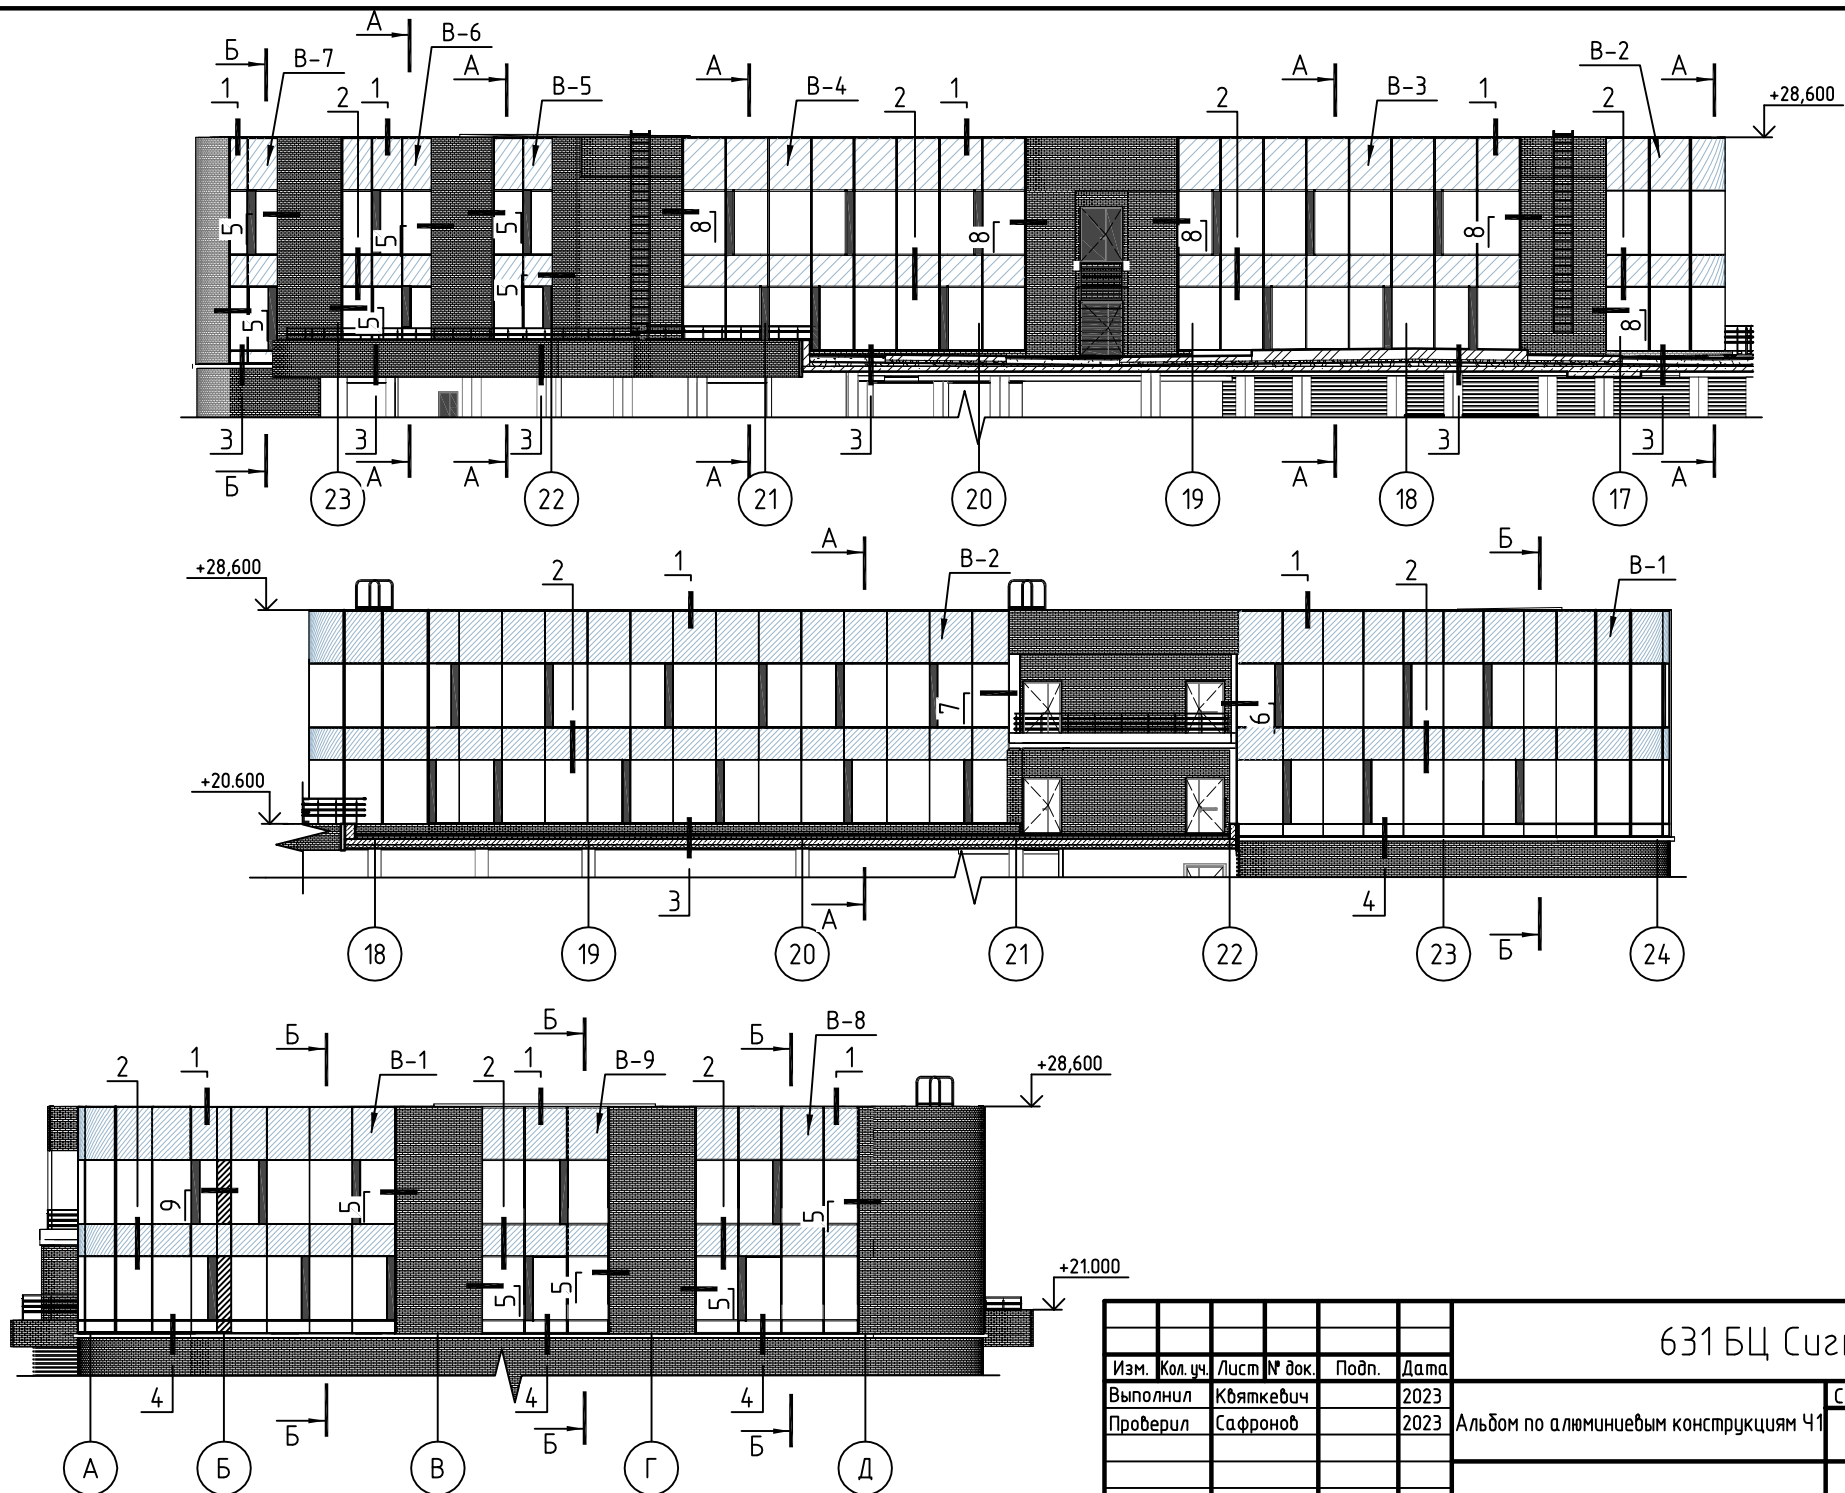 А В-6
Б В-7 А В-5 А В-4 А В-3 В-2 А
1 2 1 2 1 2 1 2 +28,600
5 5 5 8 8 8 8
5 5 5 8
3 3 3 3 3 3
Б А А А А А
23 22 21 20 19 18 17
А Б
+28,600 2 1 В-2 1 2 В-1
7 6
+20.600
3 А 4 Б
18 19 20 21 22 23 24
Б Б Б В-8
2 1 В-1 2 1 В-9 2 1 +28,600
9 5 5
5 5 5 +21.000
4 4 4
Б Б Б
А Б В Г Д
631 БЦ Сиг
Изм. Кол. уч. Лист № док. Подп. Дата
Выполнил Квяткевич 2023 С
Проверил Сафронов 2023 Альбом по алюминиевым конструкциям Ч1